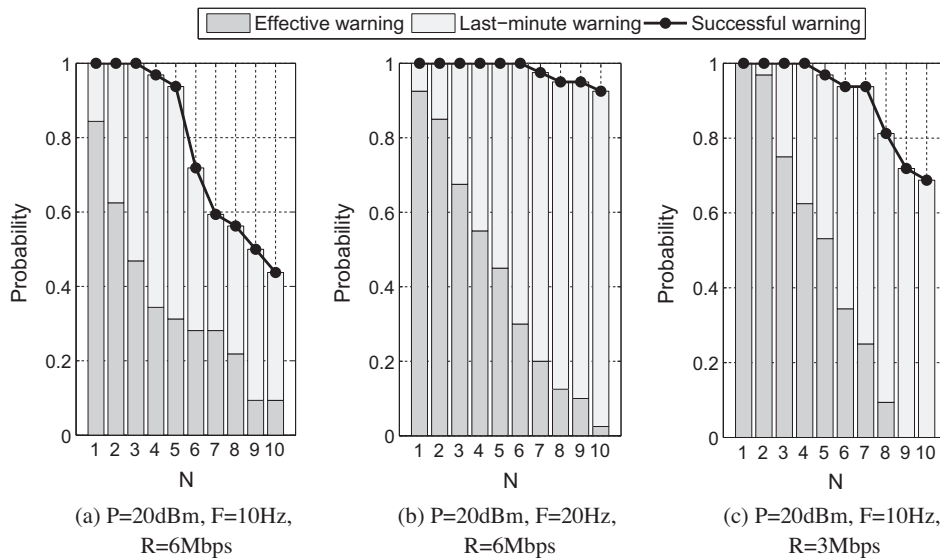 Effective warning Last-minute warning Successful warning
1
0.8
0.6
0.4
0.2
0
Probability
1 2 3 4 5 6 7 8 9 10
N
(a) P=20dBm, F=10Hz,
R=6Mbps
1
0.8
0.6
0.4
0.2
0
Probability
1 2 3 4 5 6 7 8 9 10
N
(b) P=20dBm, F=20Hz,
R=6Mbps
1
0.8
0.6
0.4
0.2
0
Probability
1 2 3 4 5 6 7 8 9 10
N
(c) P=20dBm, F=10Hz,
R=3Mbps